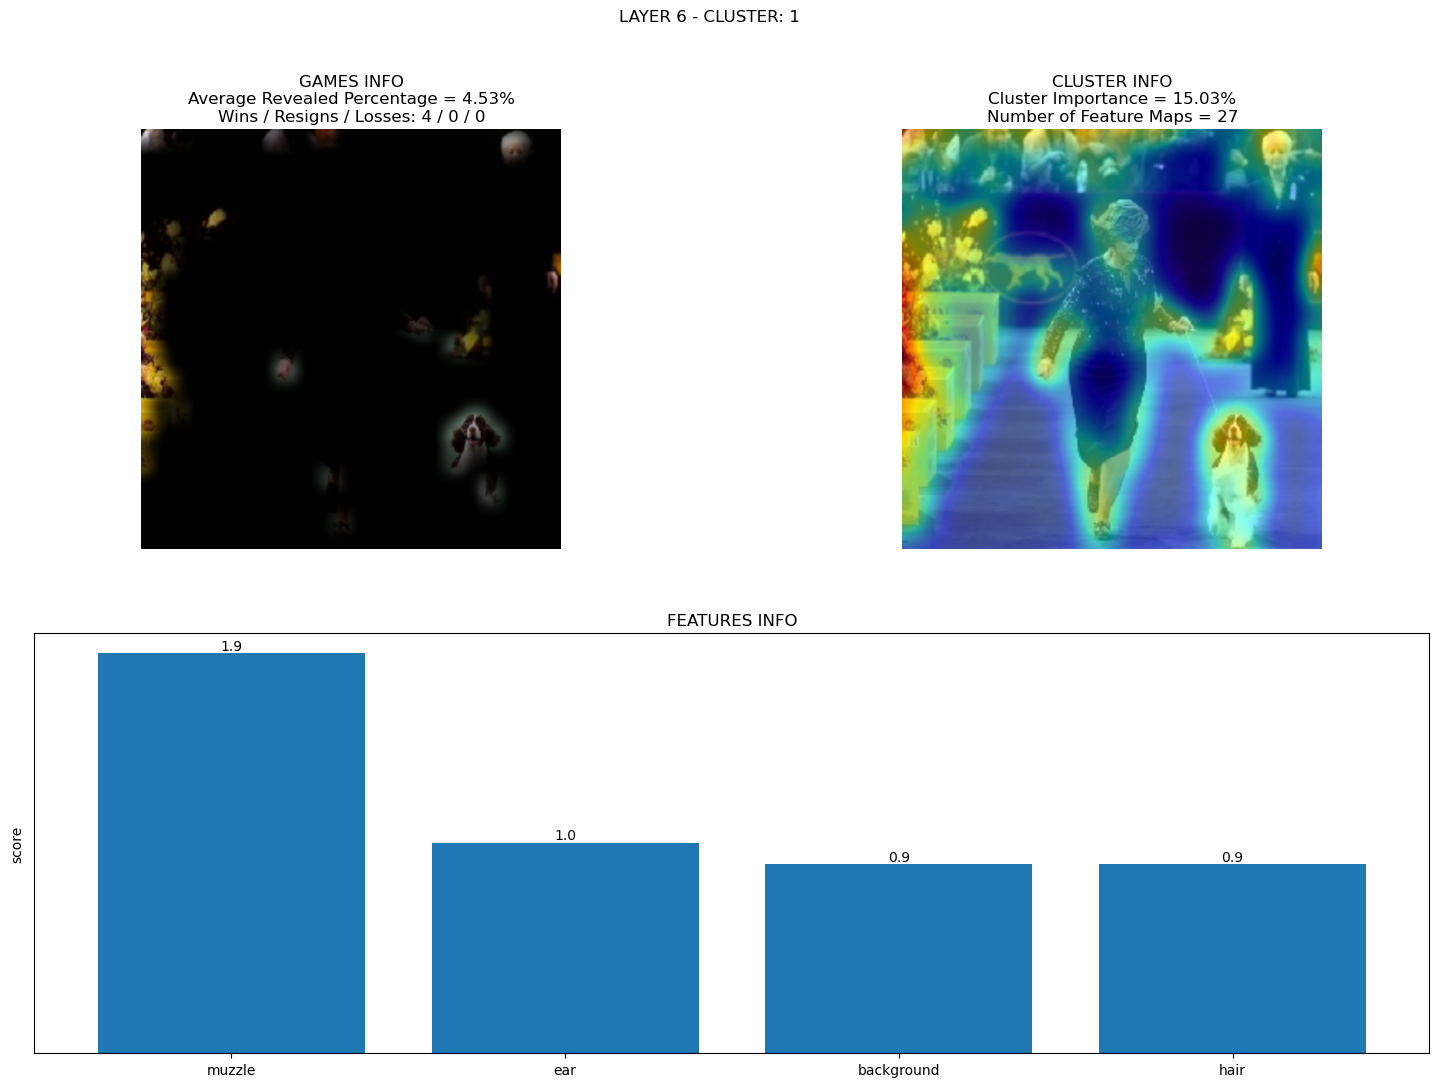 LAYER 6 - CLUSTER: 1
GAMES INFO
Average Revealed Percentage = 4.53%
Wins / Resigns / Losses: 4 / 0 / 0
CLUSTER INFO
Cluster Importance = 15.03%
Number of Feature Maps = 27
FEATURES INFO
score
1.9
1.0
0.9
0.9
muzzle
ear
background
hair